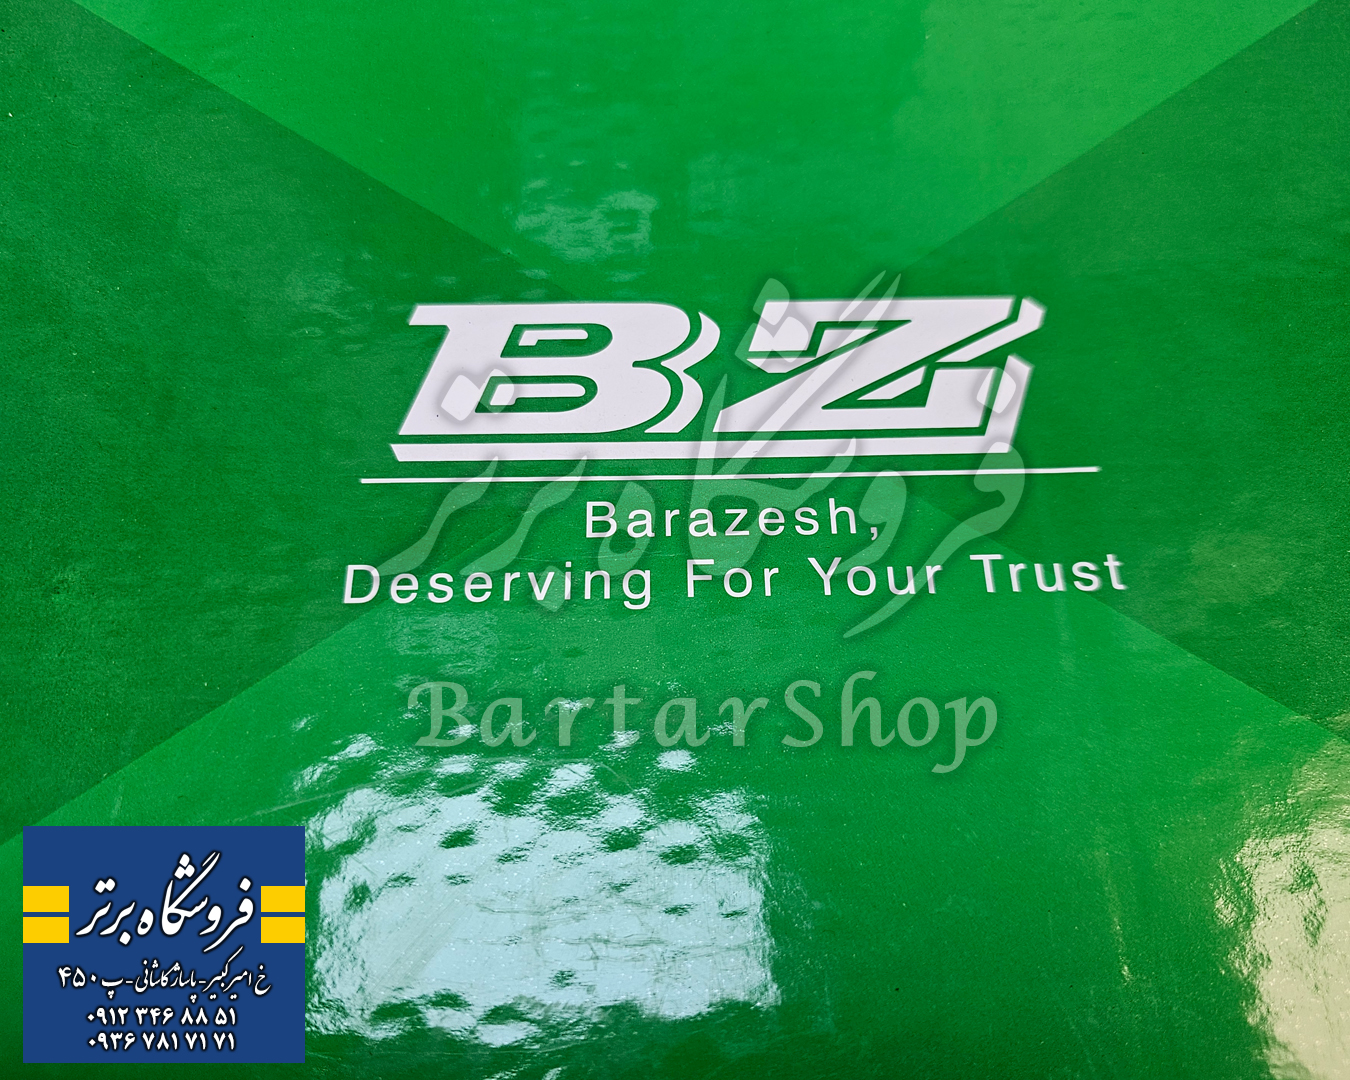 BZ
Barazesh,
Deserving For Your Trust
فروشگاه برتر
BartarShop
فروشگاه برتر
خ امیرکبیر-پاساژ کاشانی-پ ۴۵۰
۰۹۱۲ ۳۴۶ ۸۸ ۵۱
۰۹۳۶ ۷۸۱ ۷۱ ۷۱